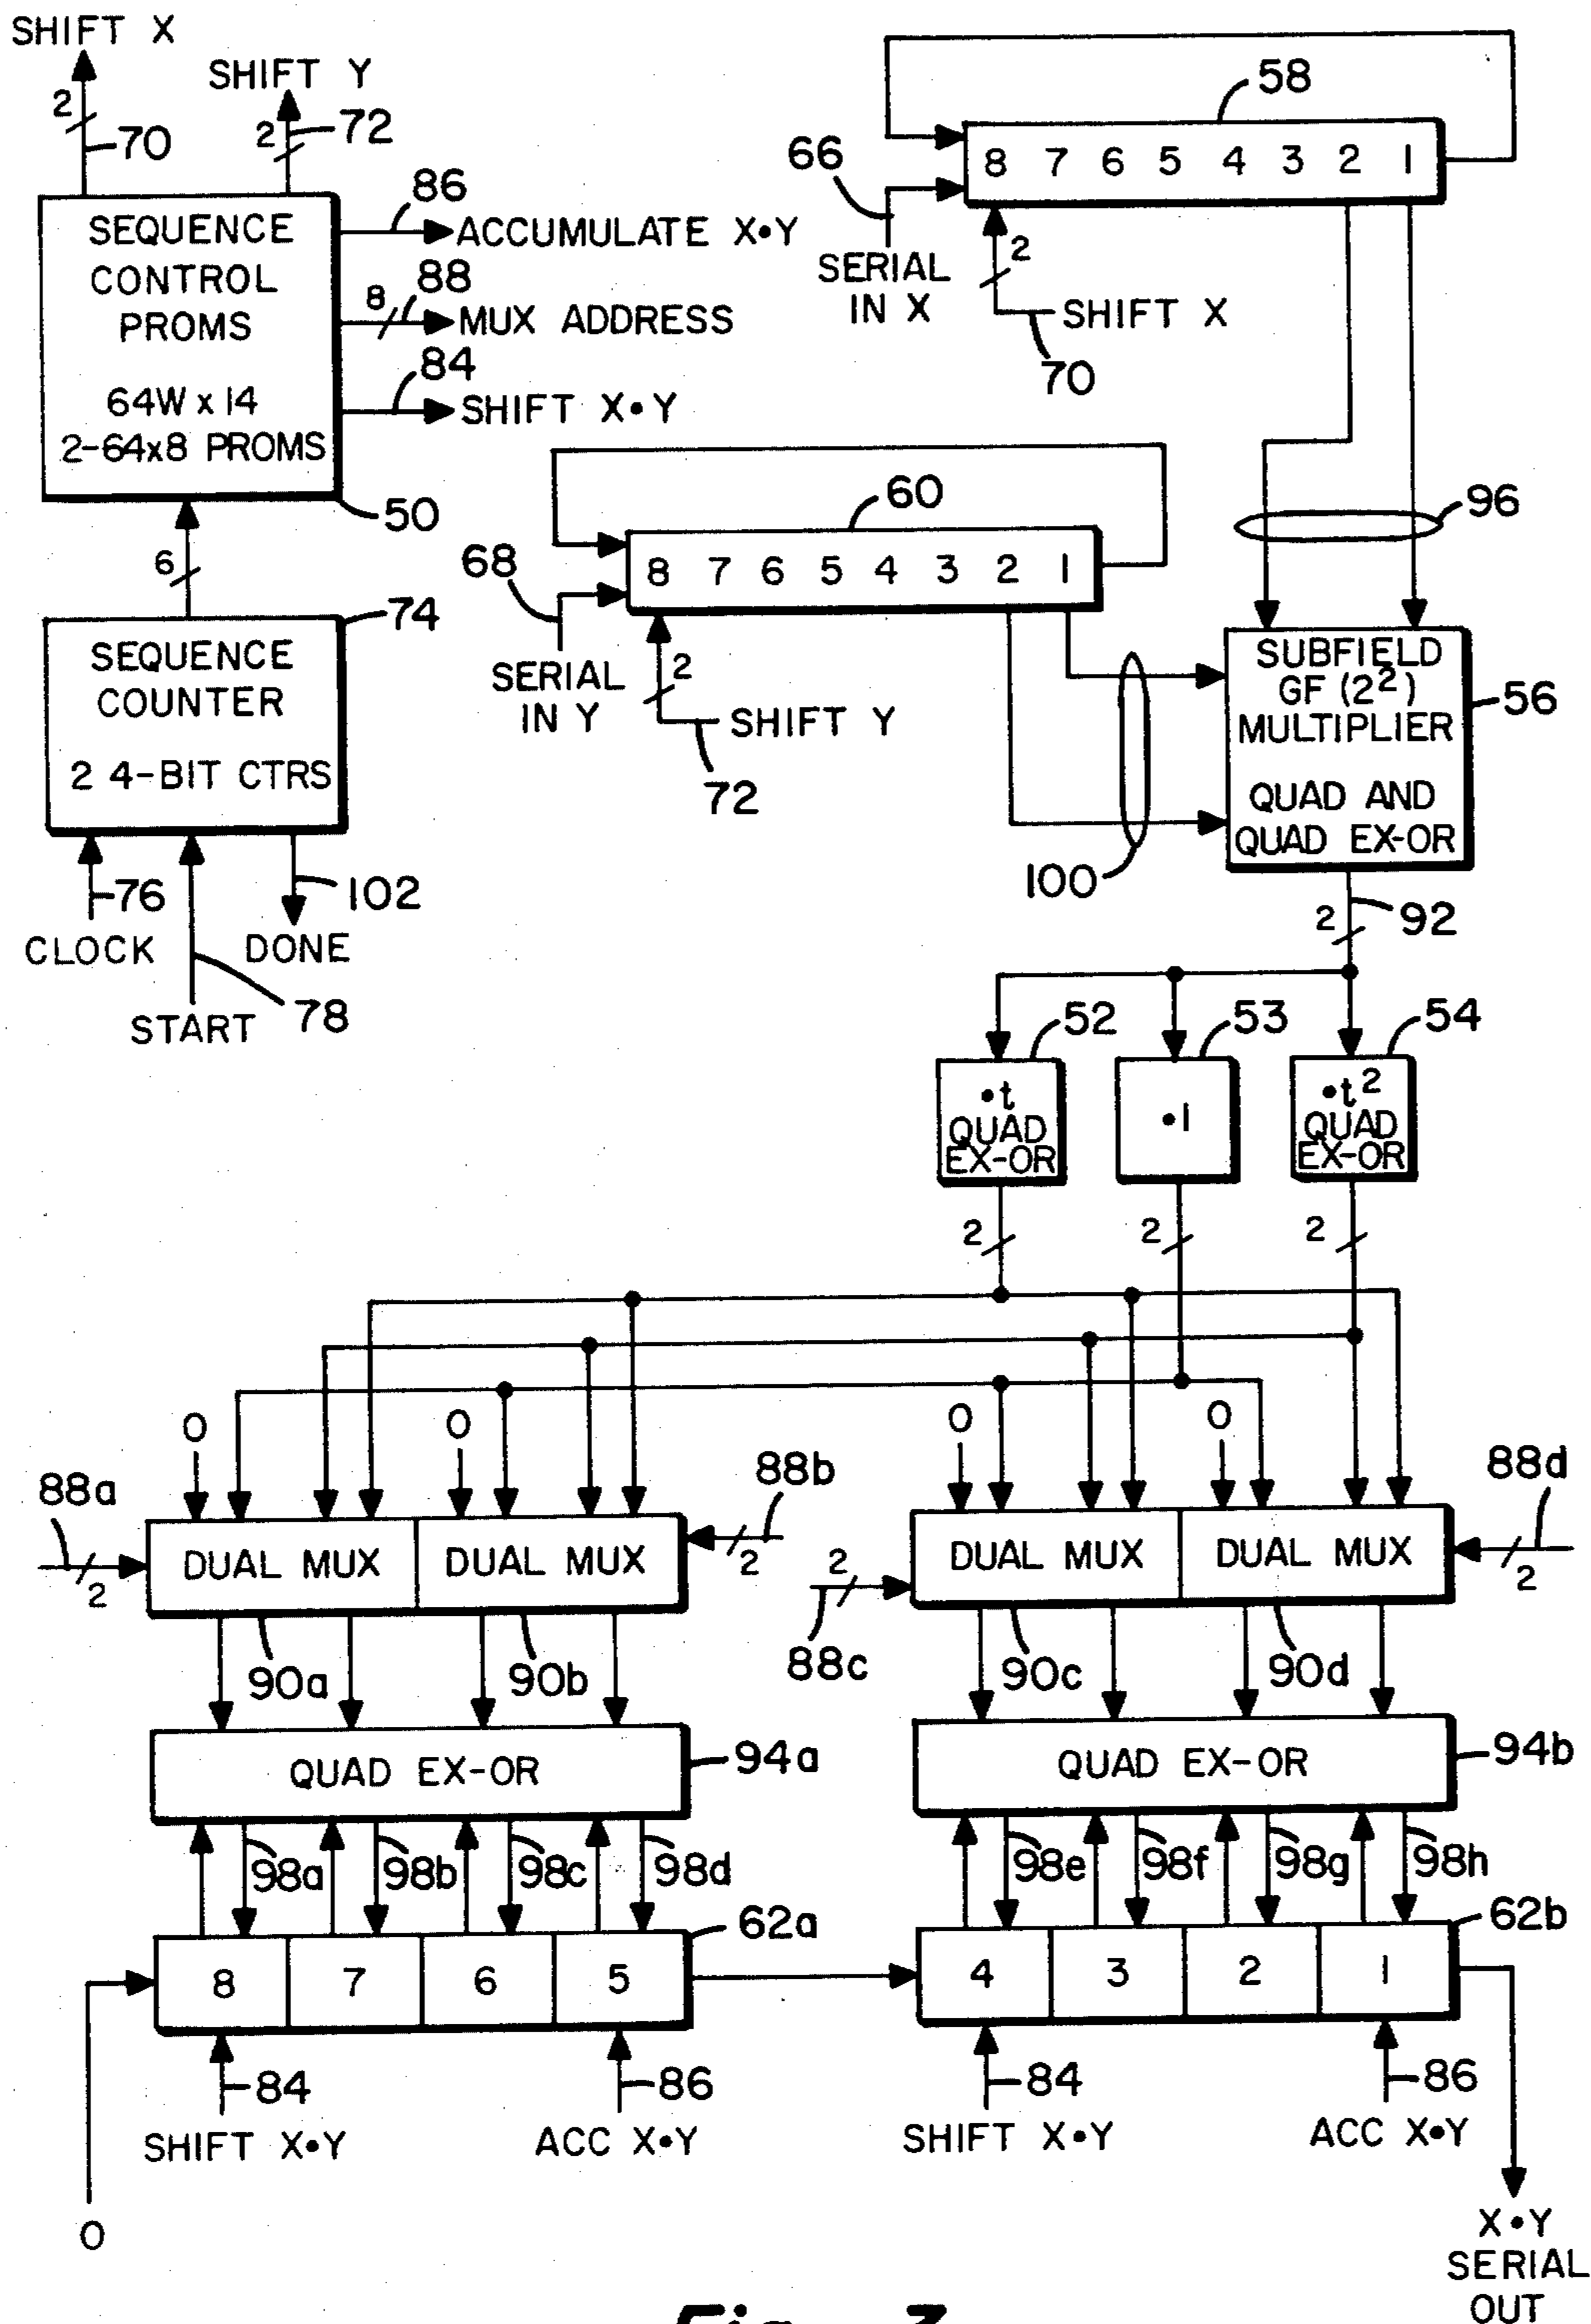 SHIFT X
2
70
SHIFT Y
2
72
SEQUENCE
CONTROL
PROMS
64W x 14
2-64x8 PROMS
50
86
ACCUMULATE X•Y
8
88
MUX ADDRESS
84
SHIFT X•Y
6
74
SEQUENCE
COUNTER
2 4-BIT CTRS
76
CLOCK
78
START
102
DONE
58
8 7 6 5 4 3 2 1
66
SERIAL
IN X
2
SHIFT X
70
60
8 7 6 5 4 3 2 1
68
SERIAL
IN Y
2
SHIFT Y
72
96
100
SUBFIELD
GF (2²)
MULTIPLIER
QUAD AND
QUAD EX-OR
56
2
92
52
53
54
•t
QUAD
EX-OR
•1
•t²
QUAD
EX-OR
2
2
2
0
0
0
0
88a
2
DUAL MUX
DUAL MUX
88b
2
88c
2
DUAL MUX
DUAL MUX
88d
2
90a
90b
90c
90d
QUAD EX-OR
94a
QUAD EX-OR
94b
98a
98b
98c
98d
98e
98f
98g
98h
62a
62b
8 7 6 5
4 3 2 1
84
86
84
86
SHIFT X•Y
ACC X•Y
SHIFT X•Y
ACC X•Y
0
X•Y
SERIAL
OUT